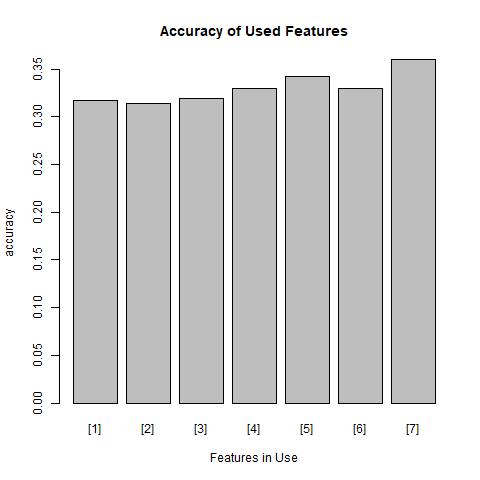 Accuracy of Used Features
accuracy
0.35
0.30
0.25
0.20
0.15
0.10
0.05
0.00
[1] [2] [3] [4] [5] [6] [7]
Features in Use